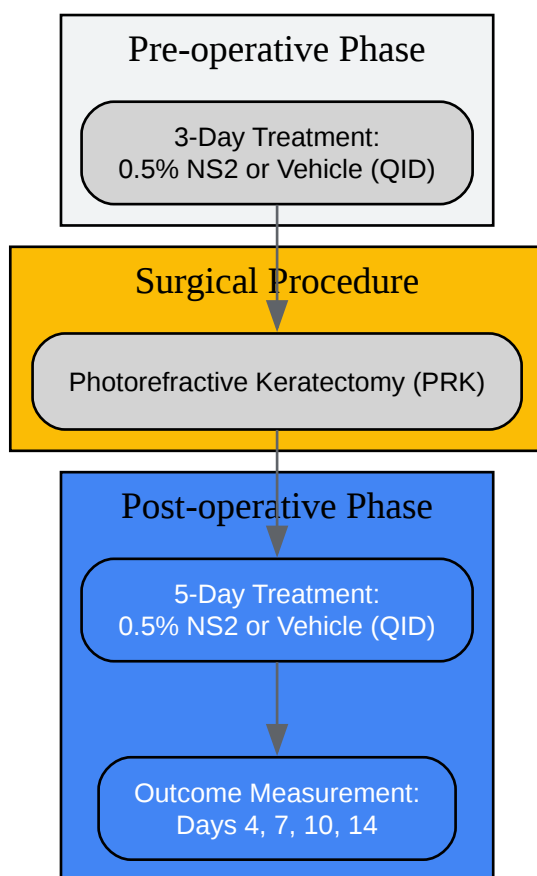 Pre-operative Phase
3-Day Treatment:
0.5% NS2 or Vehicle (QID)
Surgical Procedure
Photorefractive Keratectomy (PRK)
Post-operative Phase
5-Day Treatment:
0.5% NS2 or Vehicle (QID)
Outcome Measurement:
Days 4, 7, 10, 14